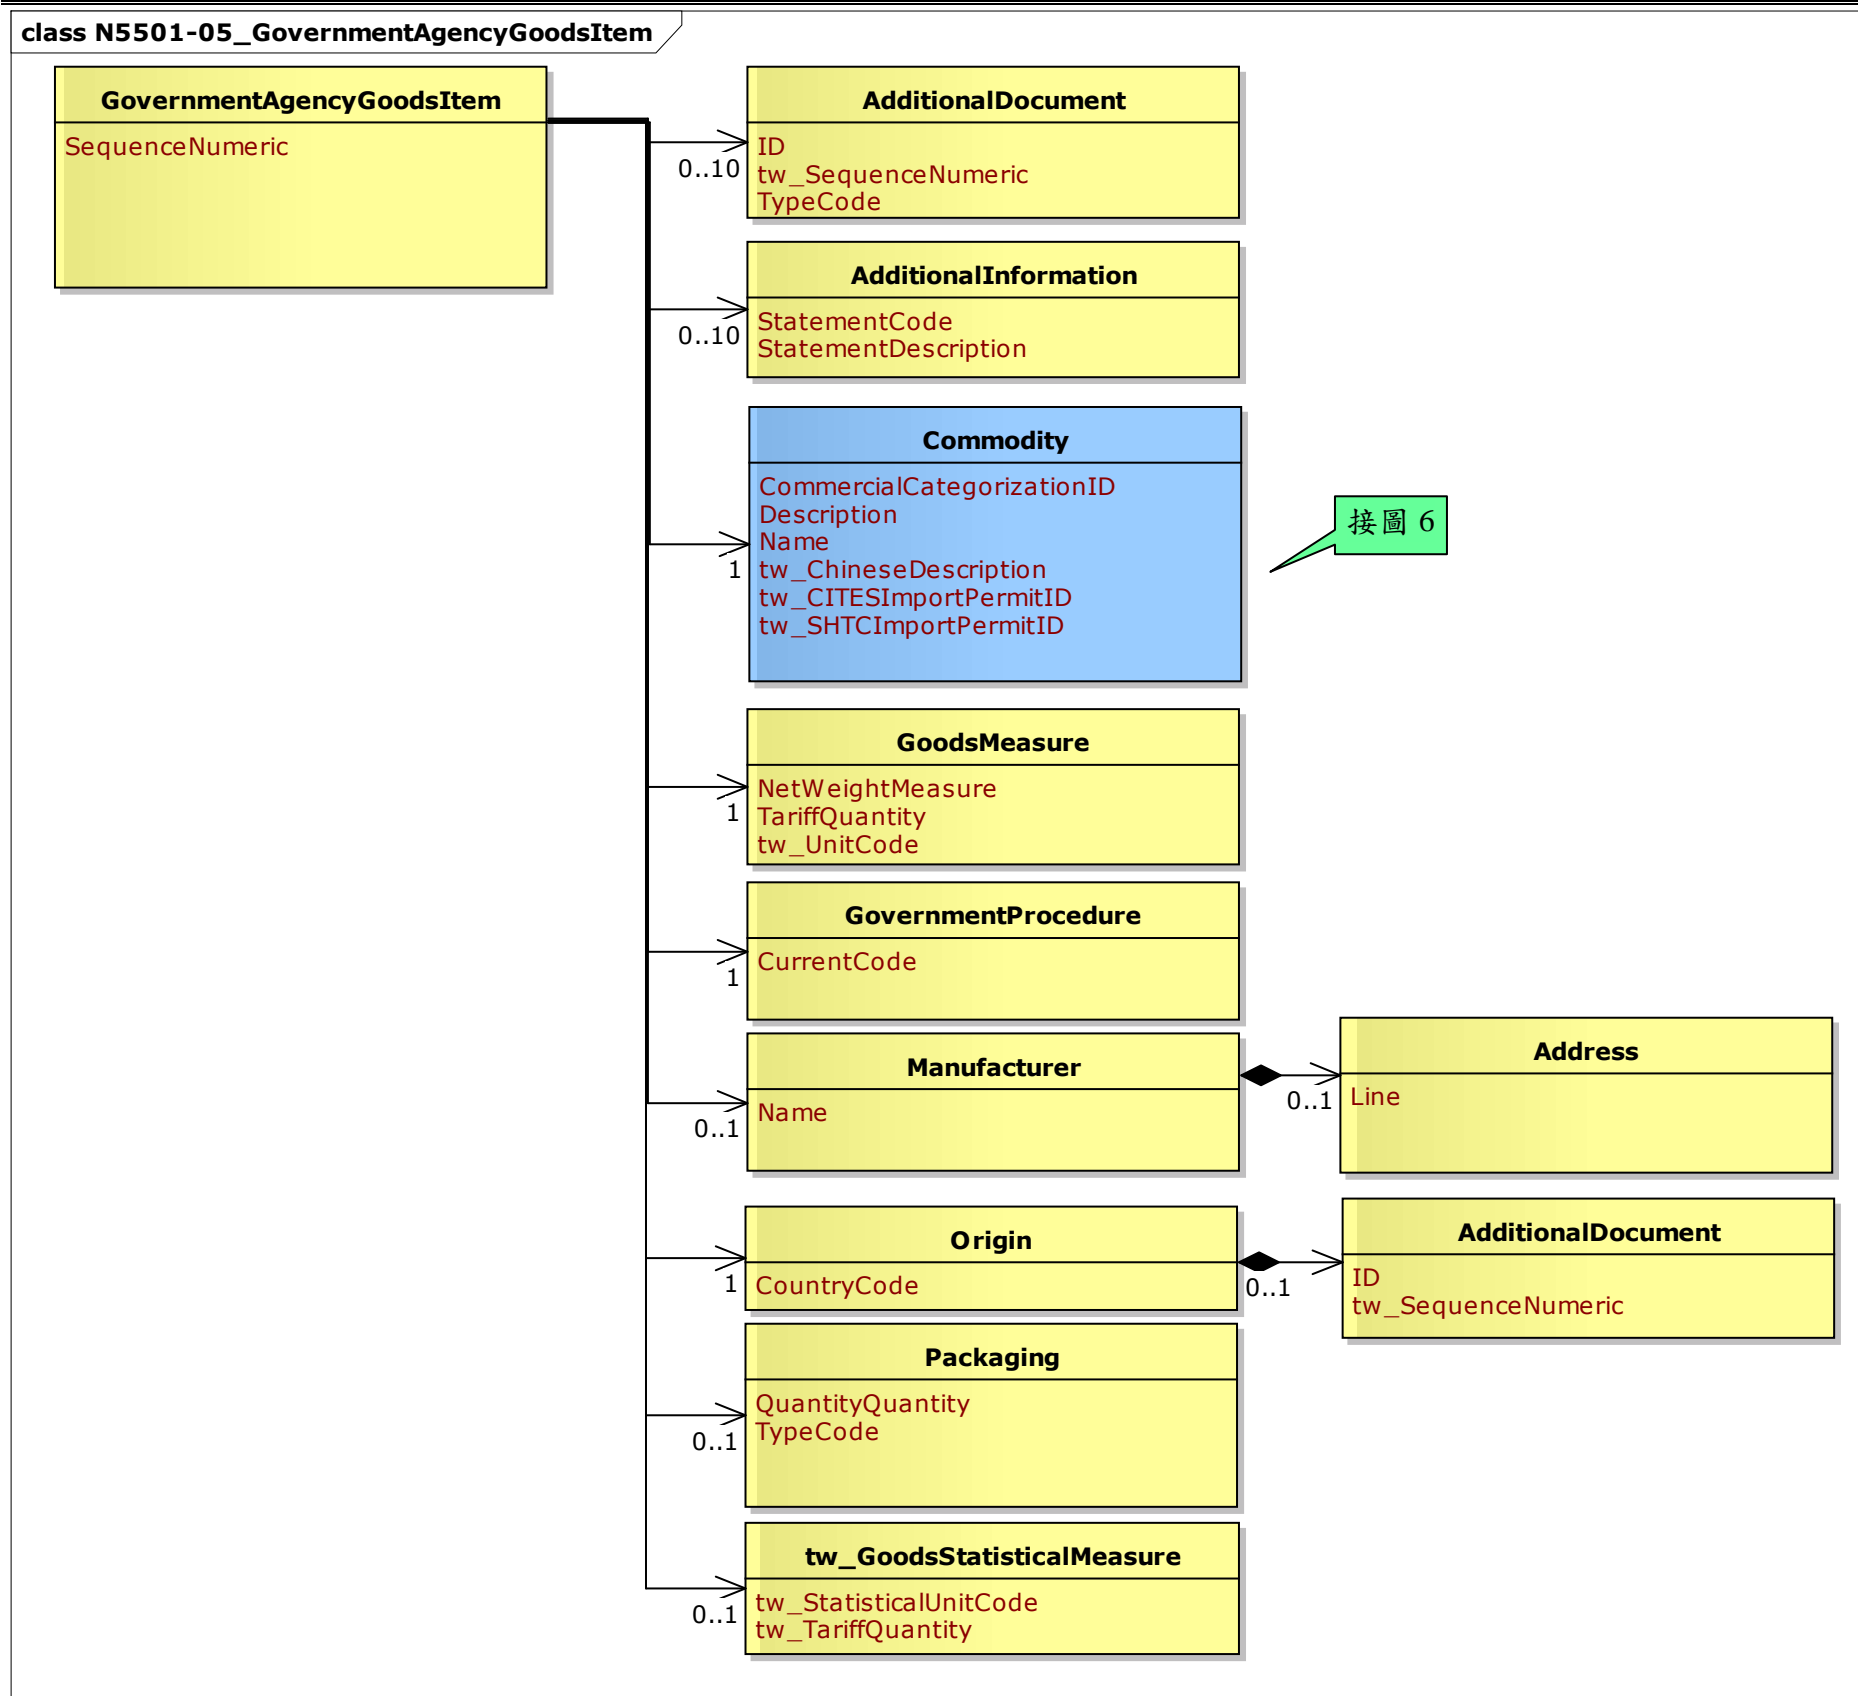 class N5501-05_GovernmentAgencyGoodsItem
GovernmentAgencyGoodsItem
SequenceNumeric
AdditionalDocument
ID
tw_SequenceNumeric
TypeCode
0..10
AdditionalInformation
StatementCode
StatementDescription
0..10
Commodity
CommercialCategorizationID
Description
Name
tw_ChineseDescription
tw_CITESImportPermitID
tw_SHTCImportPermitID
1
接圖 6
GoodsMeasure
NetWeightMeasure
TariffQuantity
tw_UnitCode
1
GovernmentProcedure
CurrentCode
1
Manufacturer
Name
0..1
Address
Line
0..1
Origin
CountryCode
1
AdditionalDocument
ID
tw_SequenceNumeric
0..1
Packaging
QuantityQuantity
TypeCode
0..1
tw_GoodsStatisticalMeasure
tw_StatisticalUnitCode
tw_TariffQuantity
0..1